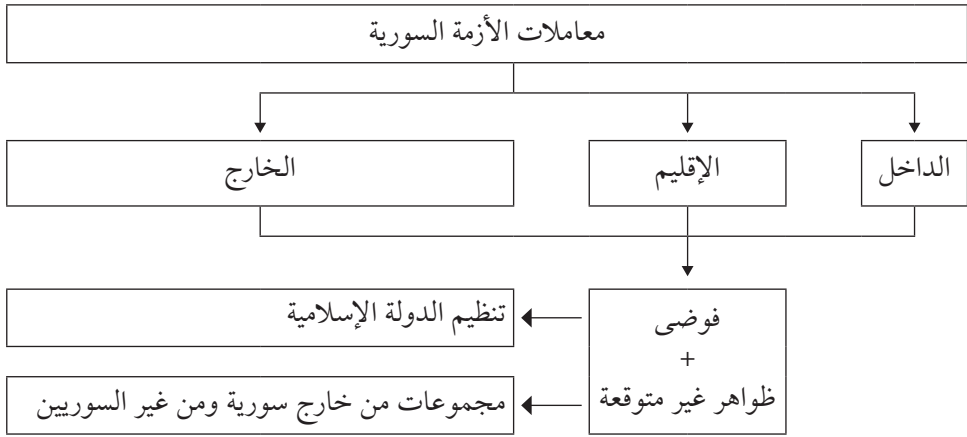 معاملات الأزمة السورية
الداخل
الإقليم
الخارج
فوضى
+
ظواهر غير متوقعة
تنظيم الدولة الإسلامية
مجموعات من خارج سورية ومن غير السوريين